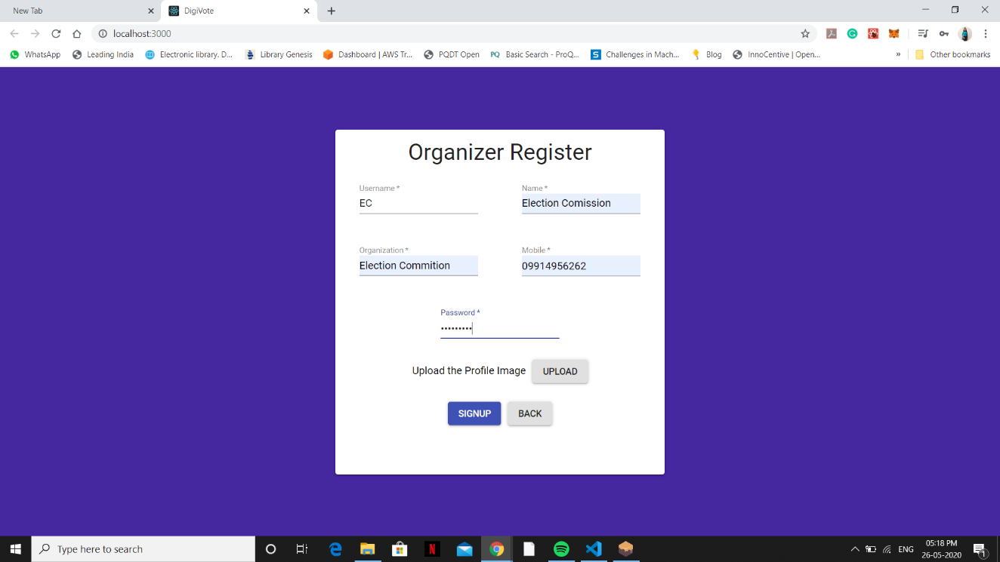 New Tab
DigiVote
localhost:3000
WhatsApp
Leading India
Electronic library. D...
Library Genesis
Dashboard | AWS Tr...
PQDT Open
PQ
Basic Search - ProQ...
S
Challenges in Mach...
Blog
InnoCentive | Open...
»
Other bookmarks
Organizer Register
Username *
Name *
EC
Election Comission
Organization *
Mobile *
Election Commition
09914956262
Password *
•••••••••
Upload the Profile Image
UPLOAD
SIGNUP
BACK
Type here to search
ENG
05:18 PM
26-05-2020
1